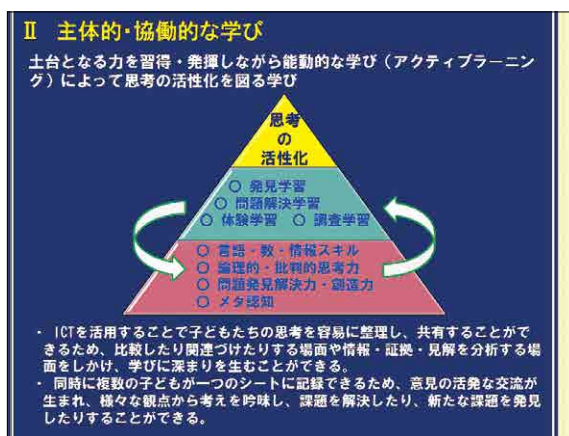 Ⅱ 主体的・協働的な学び
土台となる力を習得・発揮しながら能動的な学び(アクティブラーニン
グ)によって思考の活性化を図る学び
思考
の
活性化
○ 発見学習
○ 問題解決学習
○ 体験学習 ○ 調査学習
○ 言語・数・情報スキル
○ 論理的・批判的思考力
○ 問題発見解決力・創造力
○ メタ認知
・ ICTを活用することで子どもたちの思考を容易に整理し、共有することがで
きるため、比較したり関連づけたりする場面や情報・証拠・見解を分析する場
面をしかけ、学びに深まりを生むことができる。
・ 同時に複数の子どもが一つのシートに記録できるため、意見の活発な交流が
生まれ、様々な観点から考えを吟味し、課題を解決したり、新たな課題を発見
したりすることができる。